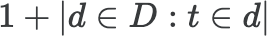 1 + |d ∈ D : t ∈ d|